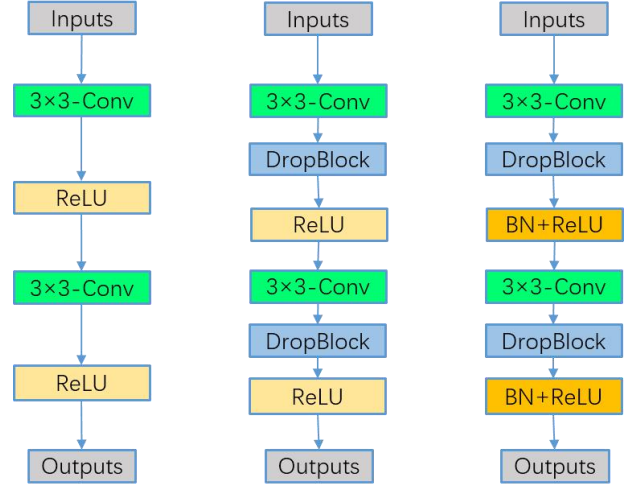 Inputs
3×3-Conv
ReLU
3×3-Conv
ReLU
Outputs
Inputs
3×3-Conv
DropBlock
ReLU
3×3-Conv
DropBlock
ReLU
Outputs
Inputs
3×3-Conv
DropBlock
BN+ReLU
3×3-Conv
DropBlock
BN+ReLU
Outputs